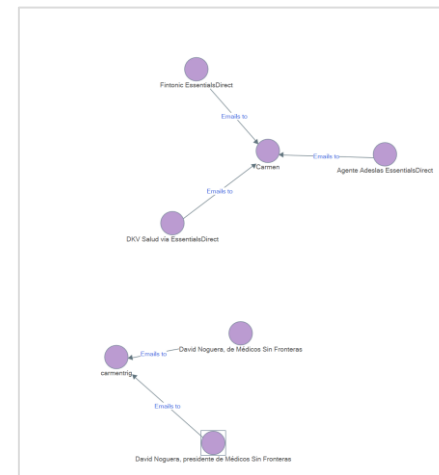 Fintonic EssentialsDirect
Emails to
Carmen
Emails to
Agente Adeslas EssentialsDirect
Emails to
DKV Salud via EssentialsDirect
David Noguera, de Médicos Sin Fronteras
Emails to
carmentrig
Emails to
David Noguera, presidente de Médicos Sin Fronteras